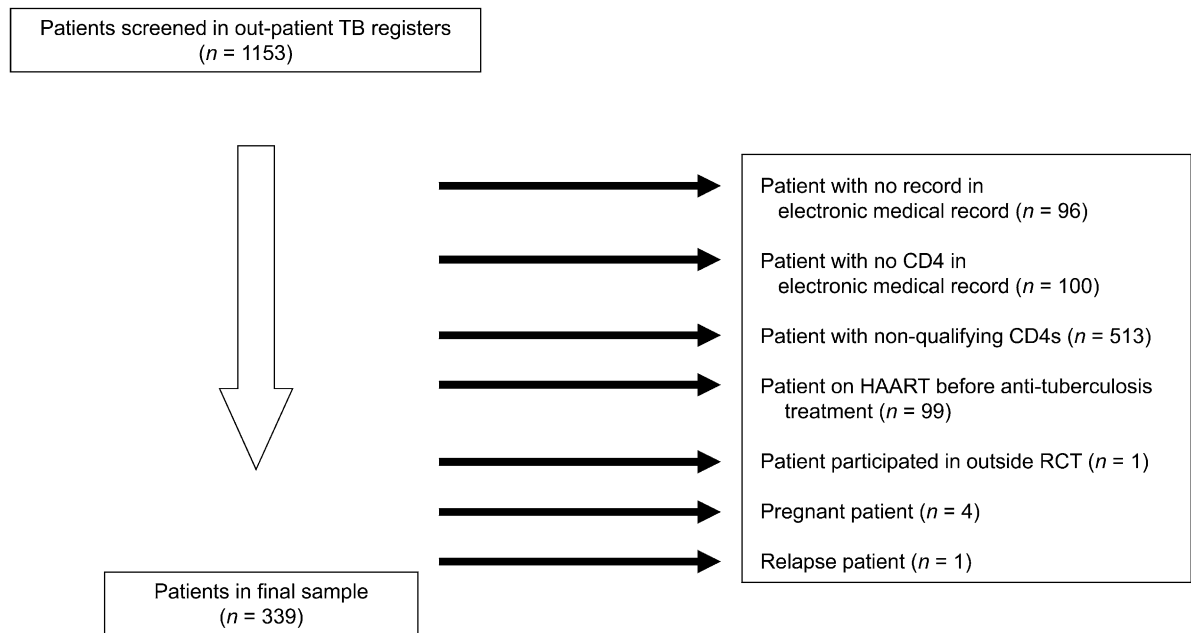 Patients screened in out-patient TB registers
(n = 1153)
Patient with no record in
electronic medical record (n = 96)
Patient with no CD4 in
electronic medical record (n = 100)
Patient with non-qualifying CD4s (n = 513)
Patient on HAART before anti-tuberculosis
treatment (n = 99)
Patient participated in outside RCT (n = 1)
Pregnant patient (n = 4)
Relapse patient (n = 1)
Patients in final sample
(n = 339)